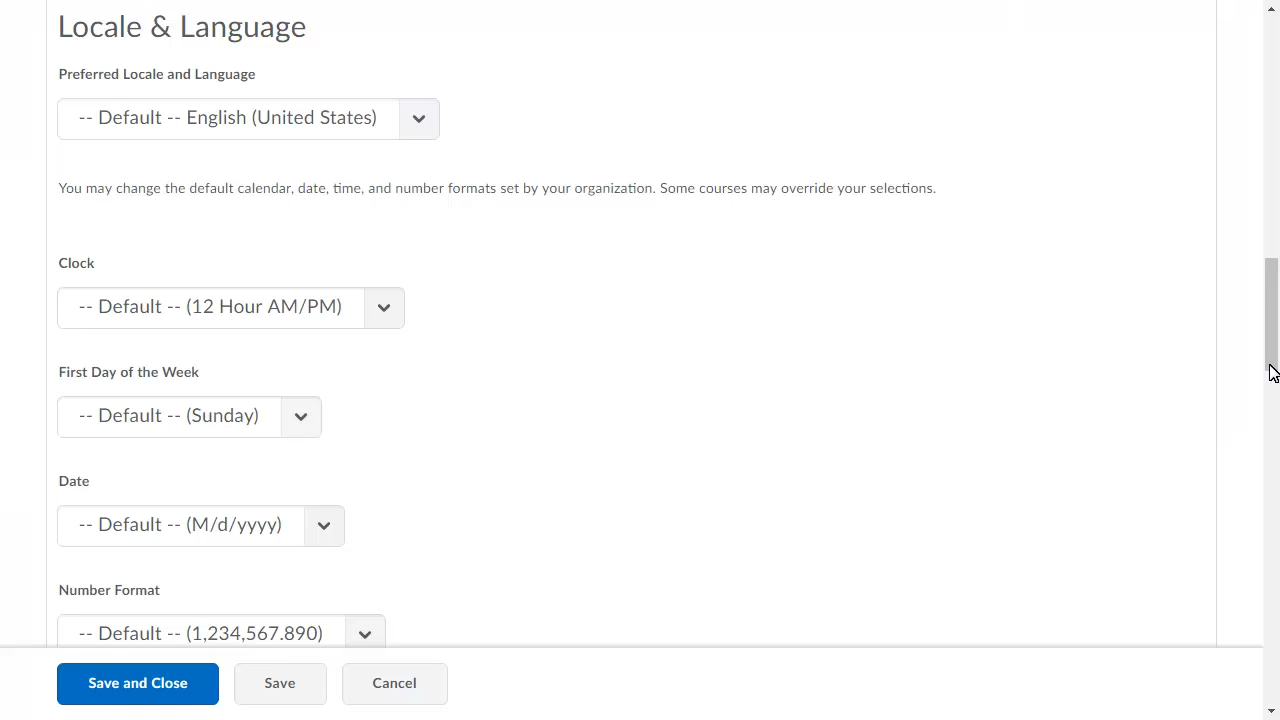 Locale & Language
Preferred Locale and Language
-- Default -- English (United States)
You may change the default calendar, date, time, and number formats set by your organization. Some courses may override your selections.
Clock
-- Default -- (12 Hour AM/PM)
First Day of the Week
-- Default -- (Sunday)
Date
-- Default -- (M/d/yyyy)
Number Format
-- Default -- (1,234,567.890)
Save and Close Save Cancel